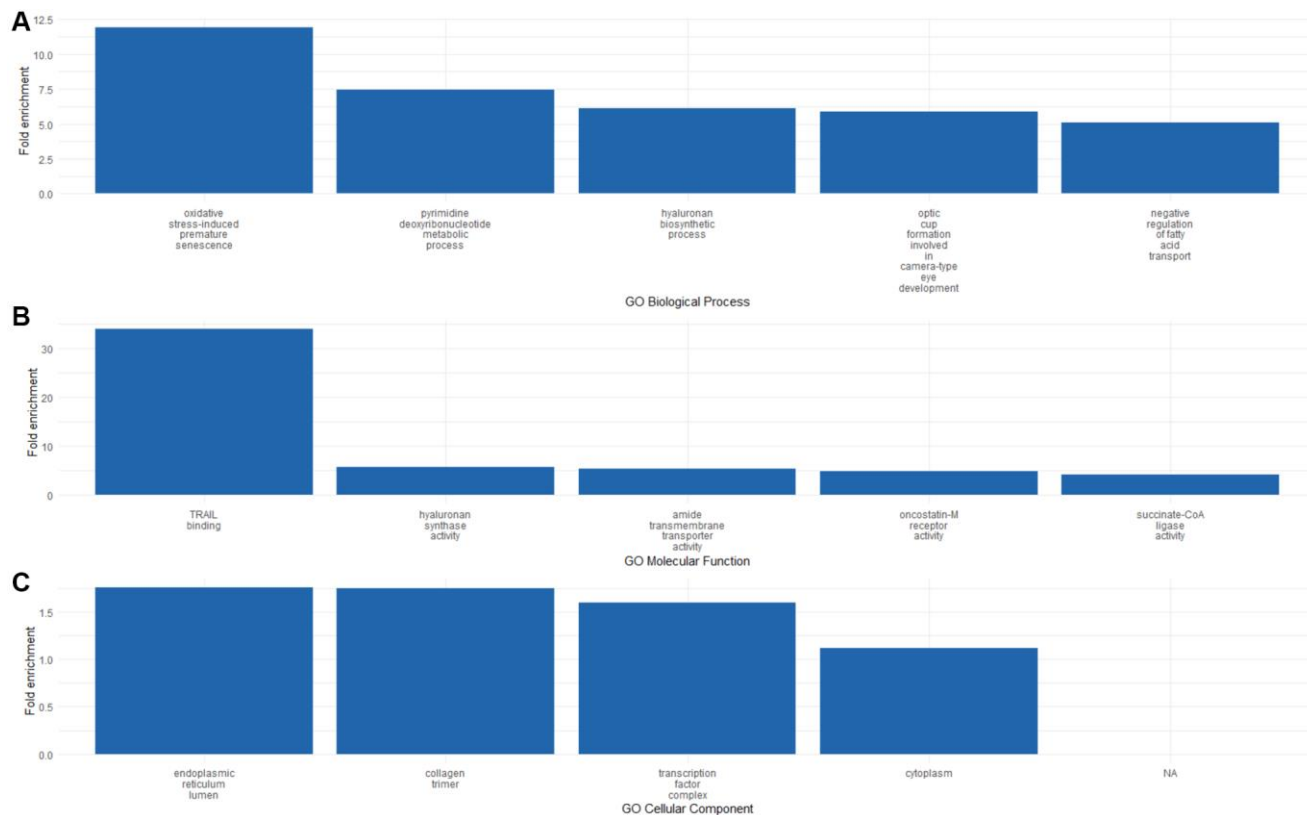 A
12.5
10.0
7.5
5.0
2.5
0.0
Fold enrichment
oxidative
stress-induced
premature
senescence
pyrimidine
deoxyribonucleotide
metabolic
process
hyaluronan
biosynthetic
process
optic
cup
formation
involved
in
camera-type
eye
development
negative
regulation
of fatty
acid
transport
GO Biological Process
B
30
20
10
0
Fold enrichment
TRAIL
binding
hyaluronan
synthase
activity
amide
transmembrane
transporter
activity
oncostatin-M
receptor
activity
succinate-CoA
ligase
activity
GO Molecular Function
C
1.5
1.0
0.5
0.0
Fold enrichment
endoplasmic
reticulum
lumen
collagen
trimer
transcription
factor
complex
cytoplasm
NA
GO Cellular Component